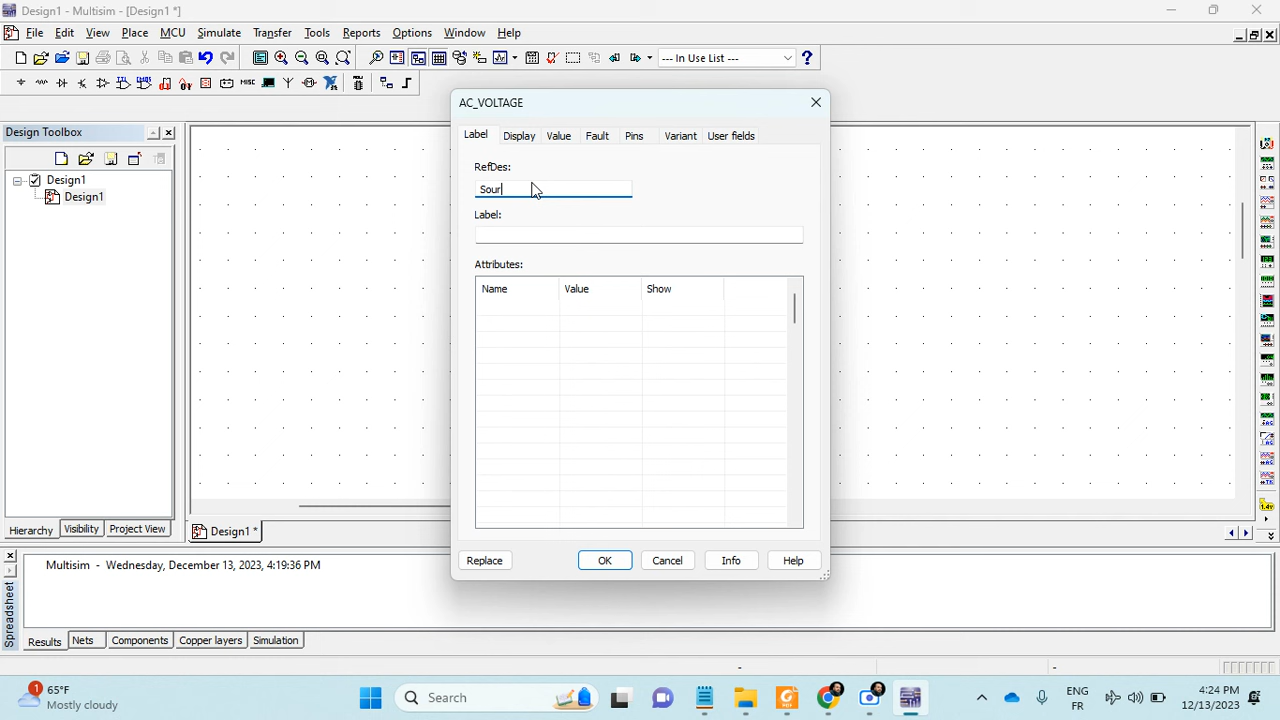 Design1 - Multisim - [Design1 *]
File Edit View Place MCU Simulate Transfer Tools Reports Options Window Help
--- In Use List ---
Design Toolbox
Design1
Design1
Hierarchy Visibility Project View
AC_VOLTAGE
Label Display Value Fault Pins Variant User fields
RefDes:
Sour
Label:
Attributes:
Name Value Show
Replace OK Cancel Info Help
Design1 *
Multisim - Wednesday, December 13, 2023, 4:19:36 PM
Spreadsheet
Results Nets Components Copper layers Simulation
- - -
1
65°F
Mostly cloudy
Search
ENG
FR
4:24 PM
12/13/2023